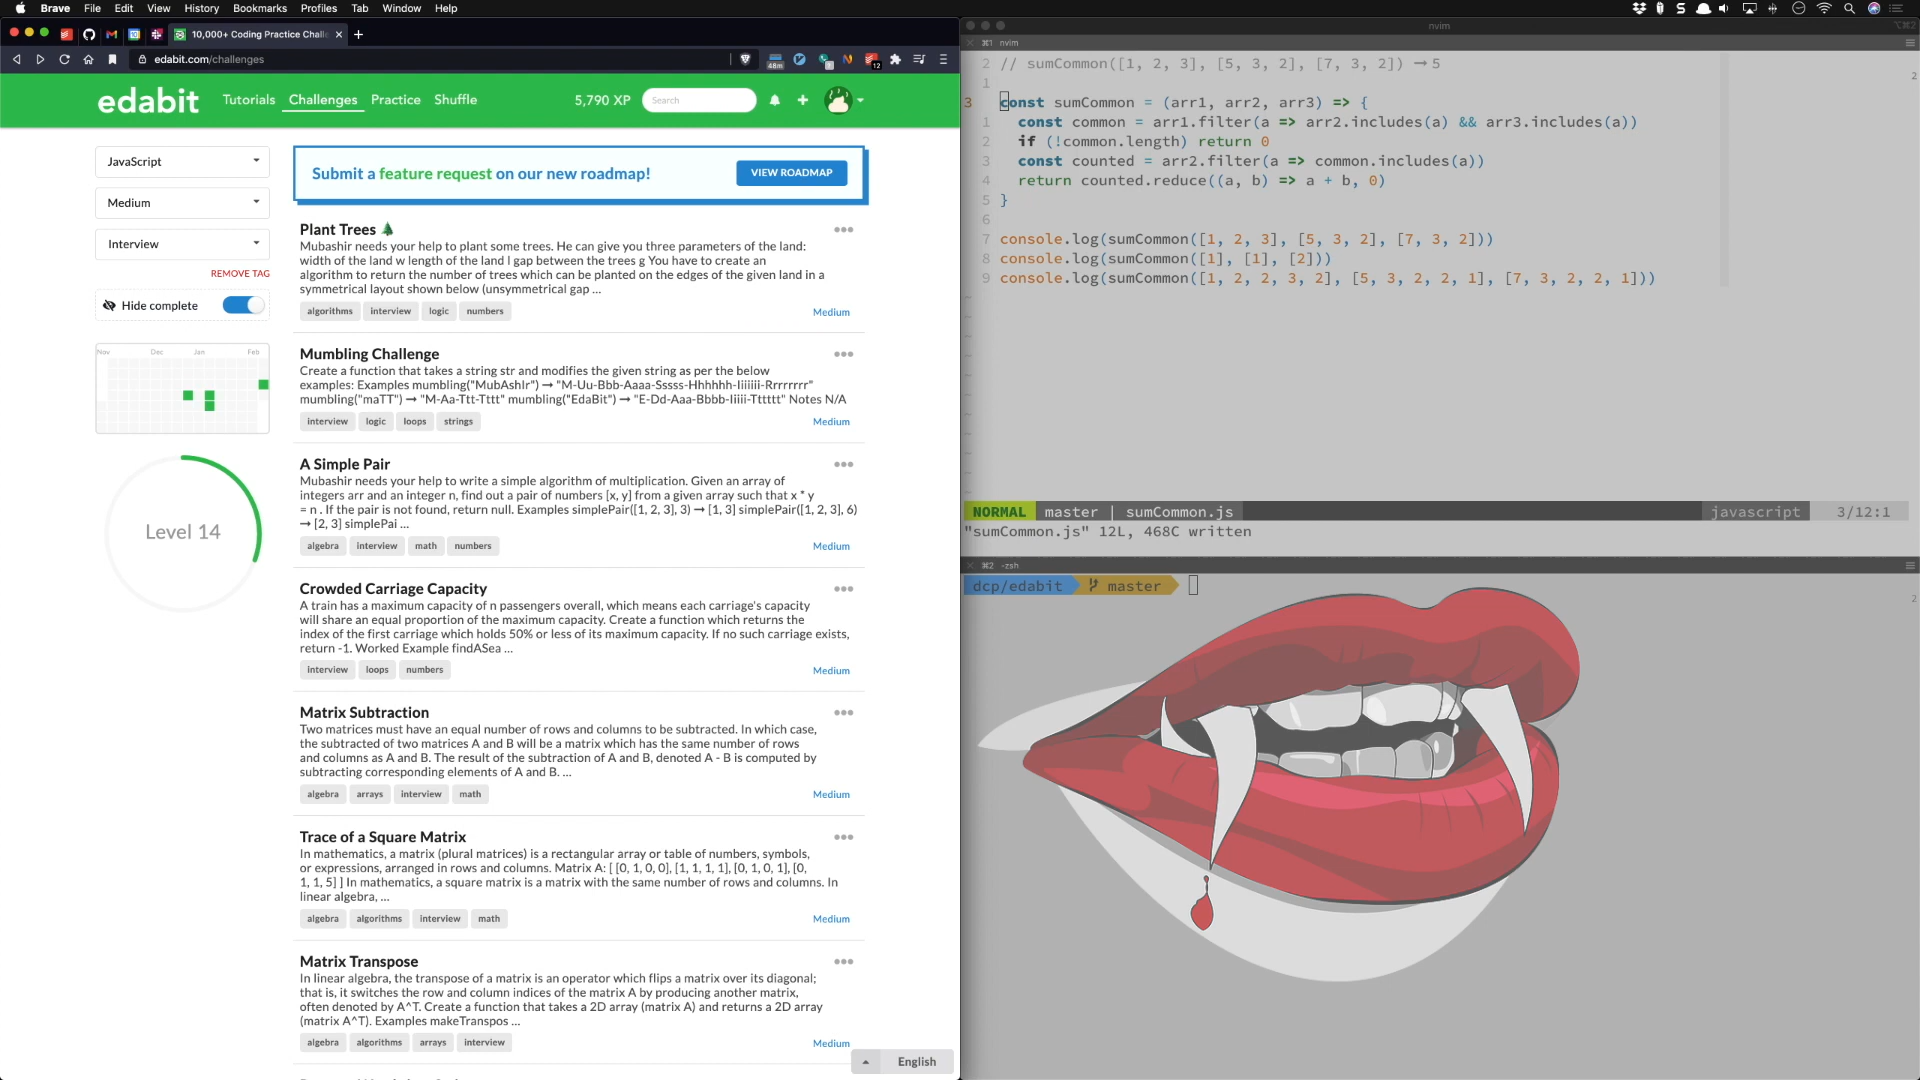 Brave File Edit View History Bookmarks Profiles Tab Window Help
10,000+ Coding Practice Challe
edabit.com/challenges
48m
12
edabit Tutorials Challenges Practice Shuffle 5,790 XP Search
JavaScript
Medium
Interview
REMOVE TAG
Hide complete
Nov Dec Jan Feb
Level 14
Submit a feature request on our new roadmap! VIEW ROADMAP
Plant Trees
Mubashir needs your help to plant some trees. He can give you three parameters of the land:
width of the land w length of the land l gap between the trees g You have to create an
algorithm to return the number of trees which can be planted on the edges of the given land in a
symmetrical layout shown below (unsymmetrical gap ...
algorithms interview logic numbers Medium
Mumbling Challenge
Create a function that takes a string str and modifies the given string as per the below
examples: Examples mumbling("MubAshIr") → "M-Uu-Bbb-Aaaa-Sssss-Hhhhhh-Iiiiiii-Rrrrrrrr"
mumbling("maTT") → "M-Aa-Ttt-Tttt" mumbling("EdaBit") → "E-Dd-Aaa-Bbbb-Iiiii-Tttttt" Notes N/A
interview logic loops strings Medium
A Simple Pair
Mubashir needs your help to write a simple algorithm of multiplication. Given an array of
integers arr and an integer n, find out a pair of numbers [x, y] from a given array such that x * y
= n . If the pair is not found, return null. Examples simplePair([1, 2, 3], 3) → [1, 3] simplePair([1, 2, 3], 6)
→ [2, 3] simplePai ...
algebra interview math numbers Medium
Crowded Carriage Capacity
A train has a maximum capacity of n passengers overall, which means each carriage's capacity
will share an equal proportion of the maximum capacity. Create a function which returns the
index of the first carriage which holds 50% or less of its maximum capacity. If no such carriage exists,
return -1. Worked Example findASea ...
interview loops numbers Medium
Matrix Subtraction
Two matrices must have an equal number of rows and columns to be subtracted. In which case,
the subtracted of two matrices A and B will be a matrix which has the same number of rows
and columns as A and B. The result of the subtraction of A and B, denoted A - B is computed by
subtracting corresponding elements of A and B. ...
algebra arrays interview math Medium
Trace of a Square Matrix
In mathematics, a matrix (plural matrices) is a rectangular array or table of numbers, symbols,
or expressions, arranged in rows and columns. Matrix A: [ [0, 1, 0, 0], [1, 1, 1, 1], [0, 1, 0, 1], [0,
1, 1, 5] ] In mathematics, a square matrix is a matrix with the same number of rows and columns. In
linear algebra, ...
algebra algorithms interview math Medium
Matrix Transpose
In linear algebra, the transpose of a matrix is an operator which flips a matrix over its diagonal;
that is, it switches the row and column indices of the matrix A by producing another matrix,
often denoted by A^T. Create a function that takes a 2D array (matrix A) and returns a 2D array
(matrix A^T). Examples makeTranspos ...
algebra algorithms arrays interview Medium
English
nvim ⌥⌘2
⌘1 nvim
2 // sumCommon([1, 2, 3], [5, 3, 2], [7, 3, 2]) → 5
2
1
3 const sumCommon = (arr1, arr2, arr3) => {
1 const common = arr1.filter(a => arr2.includes(a) && arr3.includes(a))
2 if (!common.length) return 0
3 const counted = arr2.filter(a => common.includes(a))
4 return counted.reduce((a, b) => a + b, 0)
5 }
6
7 console.log(sumCommon([1, 2, 3], [5, 3, 2], [7, 3, 2]))
8 console.log(sumCommon([1], [1], [2]))
9 console.log(sumCommon([1, 2, 2, 3, 2], [5, 3, 2, 2, 1], [7, 3, 2, 2, 1]))
NORMAL master | sumCommon.js javascript 3/12:1
"sumCommon.js" 12L, 468C written
⌘2 -zsh
dcp/edabit master
2